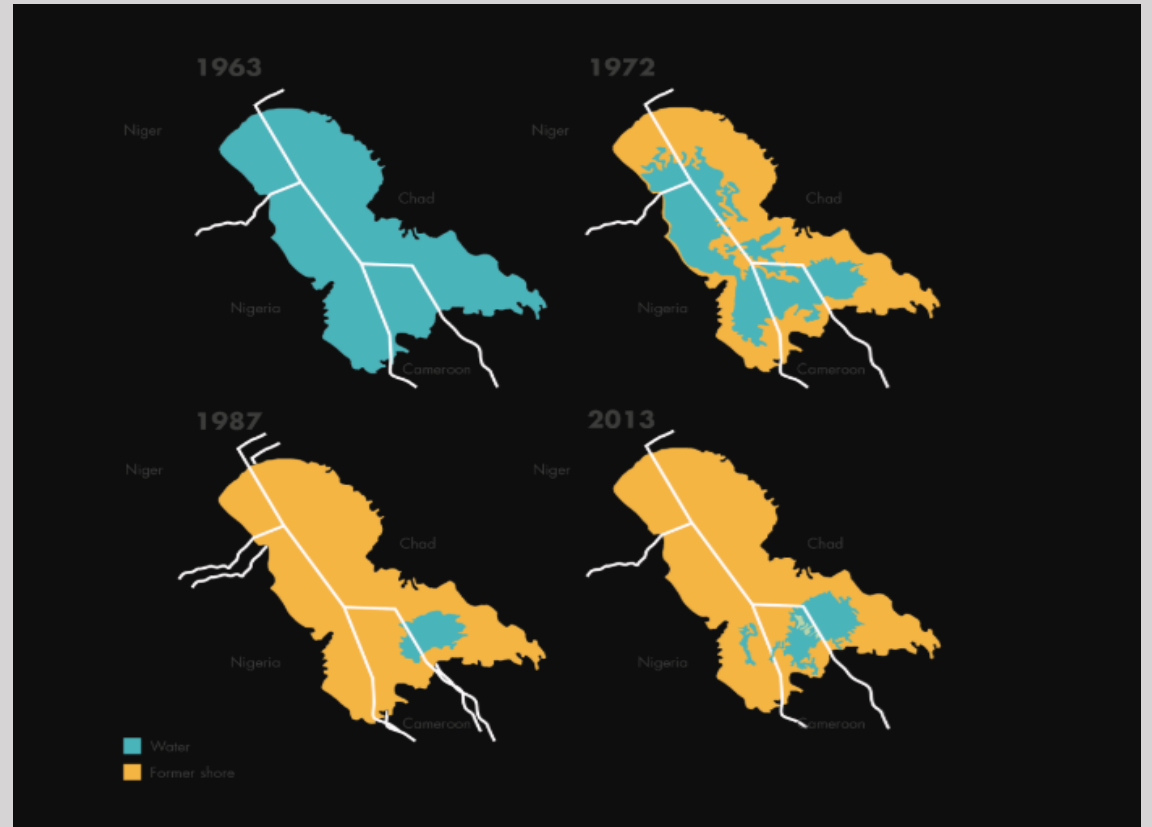 1963
Niger
Chad
Nigeria
Cameroon
1972
Niger
Chad
Nigeria
Cameroon
1987
Niger
Chad
Nigeria
Cameroon
2013
Niger
Chad
Nigeria
Cameroon
Water
Former shore